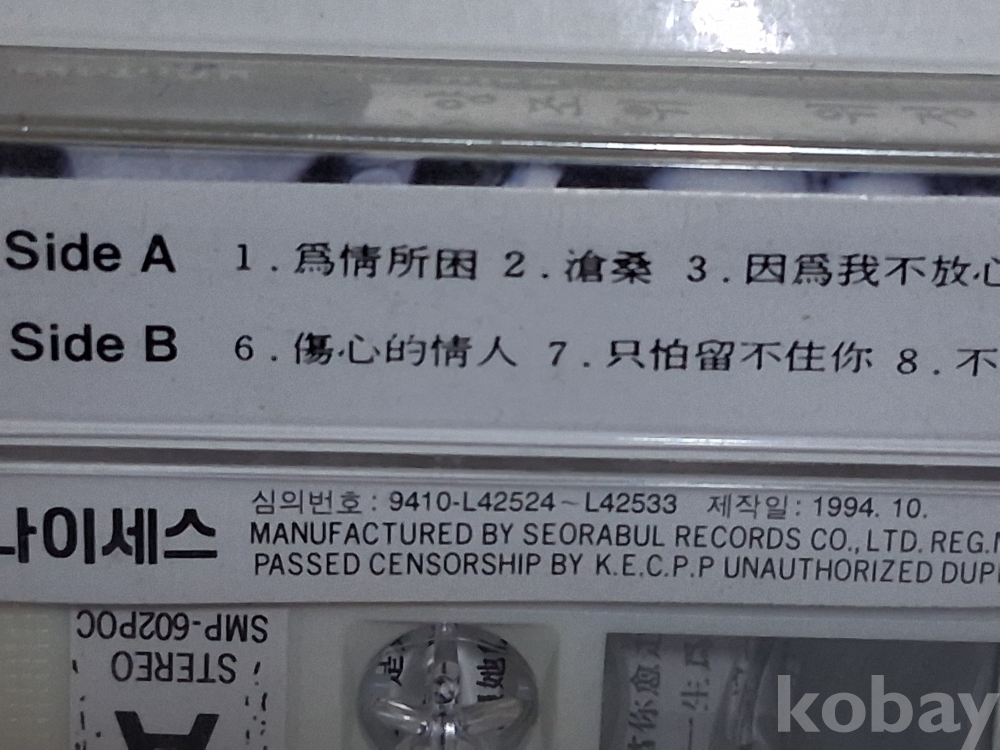 Side A 1.爲情所困 2.滄桑 3.因爲我不放心
Side B 6.傷心的情人 7.只怕留不住你 8.不
나이세스
심의번호 : 9410-L42524~L42533 제작일 : 1994. 10.
MANUFACTURED BY SEORABUL RECORDS CO., LTD. REG.
PASSED CENSORSHIP BY K.E.C.P.P UNAUTHORIZED
SMP-602POC
STEREO
A
kobay